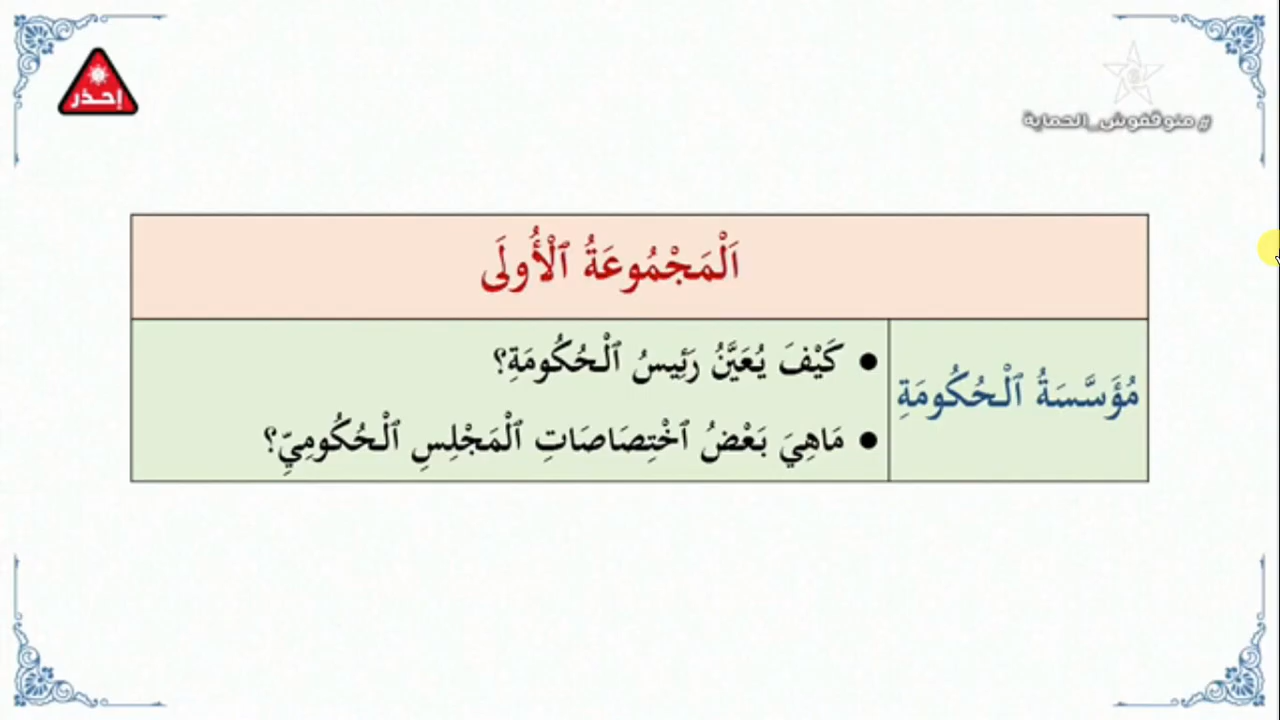 إحذر
# منوقفوش_الحماية
اَلْمَجْمُوعَةُ ٱلْأُولَى
مُؤَسَّسَةُ ٱلْحُكُومَةِ
● كَيْفَ يُعَيَّنُ رَئِيسُ ٱلْحُكُومَةِ؟
● مَاهِيَ بَعْضُ ٱخْتِصَاصَاتِ ٱلْمَجْلِسِ ٱلْحُكُومِيِّ؟